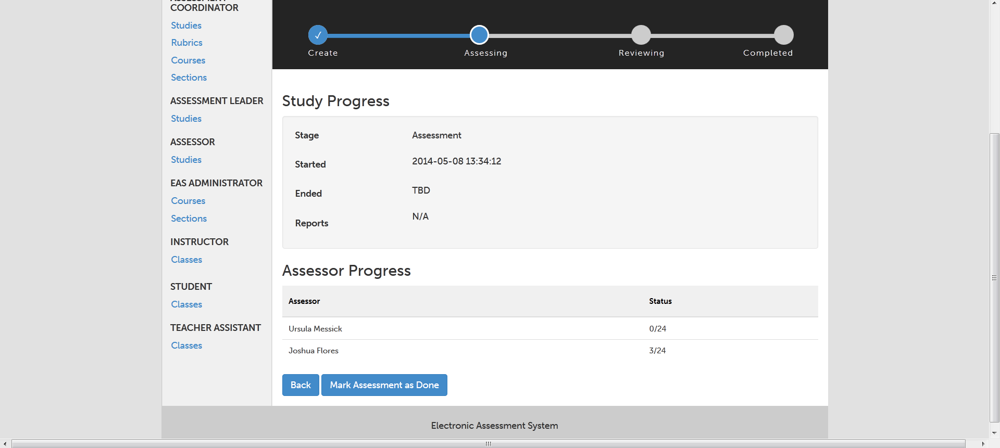 ASSESSMENT
COORDINATOR
Studies
Rubrics
Courses
Sections
ASSESSMENT LEADER
Studies
ASSESSOR
Studies
EAS ADMINISTRATOR
Courses
Sections
INSTRUCTOR
Classes
STUDENT
Classes
TEACHER ASSISTANT
Classes
✓
Create
Assessing
Reviewing
Completed
Study Progress
Stage Assessment
Started 2014-05-08 13:34:12
Ended TBD
Reports N/A
Assessor Progress
Assessor Status
Ursula Messick 0/24
Joshua Flores 3/24
Back Mark Assessment as Done
Electronic Assessment System